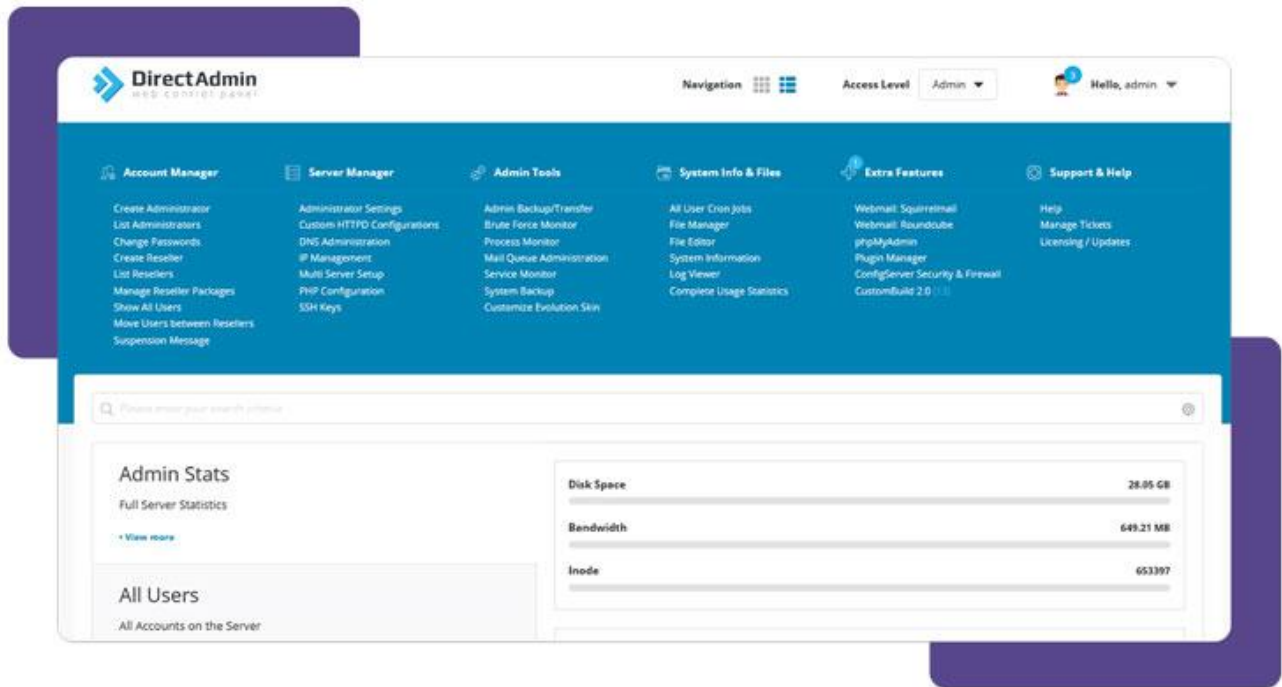 DirectAdmin
web control panel
Navigation
Access Level Admin
3
Hello, admin
Account Manager
Create Administrator
List Administrators
Change Passwords
Create Reseller
List Resellers
Manage Reseller Packages
Show All Users
Move Users between Resellers
Suspension Message
Server Manager
Administrator Settings
Custom HTTPD Configurations
DNS Administration
IP Management
Multi Server Setup
PHP Configuration
SSH Keys
Admin Tools
Admin Backup/Transfer
Brute Force Monitor
Process Monitor
Mail Queue Administration
Service Monitor
System Backup
Customize Evolution Skin
System Info & Files
All User Cron Jobs
File Manager
File Editor
System Information
Log Viewer
Complete Usage Statistics
1
Extra Features
Webmail: Squirrelmail
Webmail: Roundcube
phpMyAdmin
Plugin Manager
ConfigServer Security & Firewall
CustomBuild 2.0
Support & Help
Help
Manage Tickets
Licensing / Updates
Please enter your search criteria
Admin Stats
Full Server Statistics
• View more
All Users
All Accounts on the Server
Disk Space 28.05 GB
Bandwidth 649.21 MB
Inode 653397